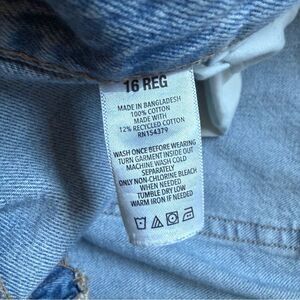 16 REG
MADE IN BANGLADESH
100% COTTON
MADE WITH
12% RECYCLED COTTON
RN154379
WASH ONCE BEFORE WEARING
TURN GARMENT INSIDE OUT
MACHINE WASH COLD
SEPARATELY
ONLY NON-CHLORINE BLEACH
WHEN NEEDED
TUMBLE DRY LOW
WARM IRON IF NEEDED